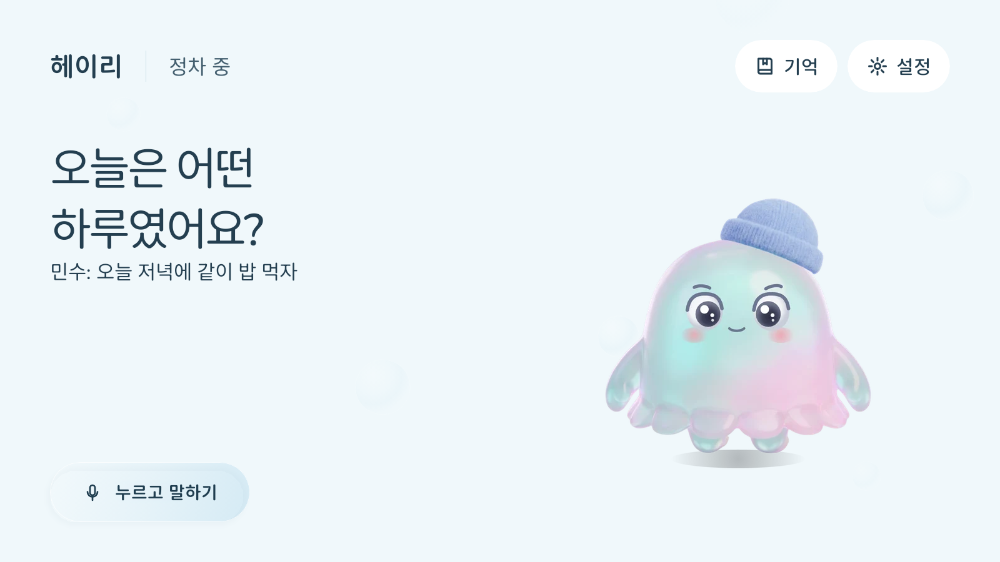 헤이리
정차 중
기억
설정
오늘은 어떤
하루였어요?
민수: 오늘 저녁에 같이 밥 먹자
누르고 말하기